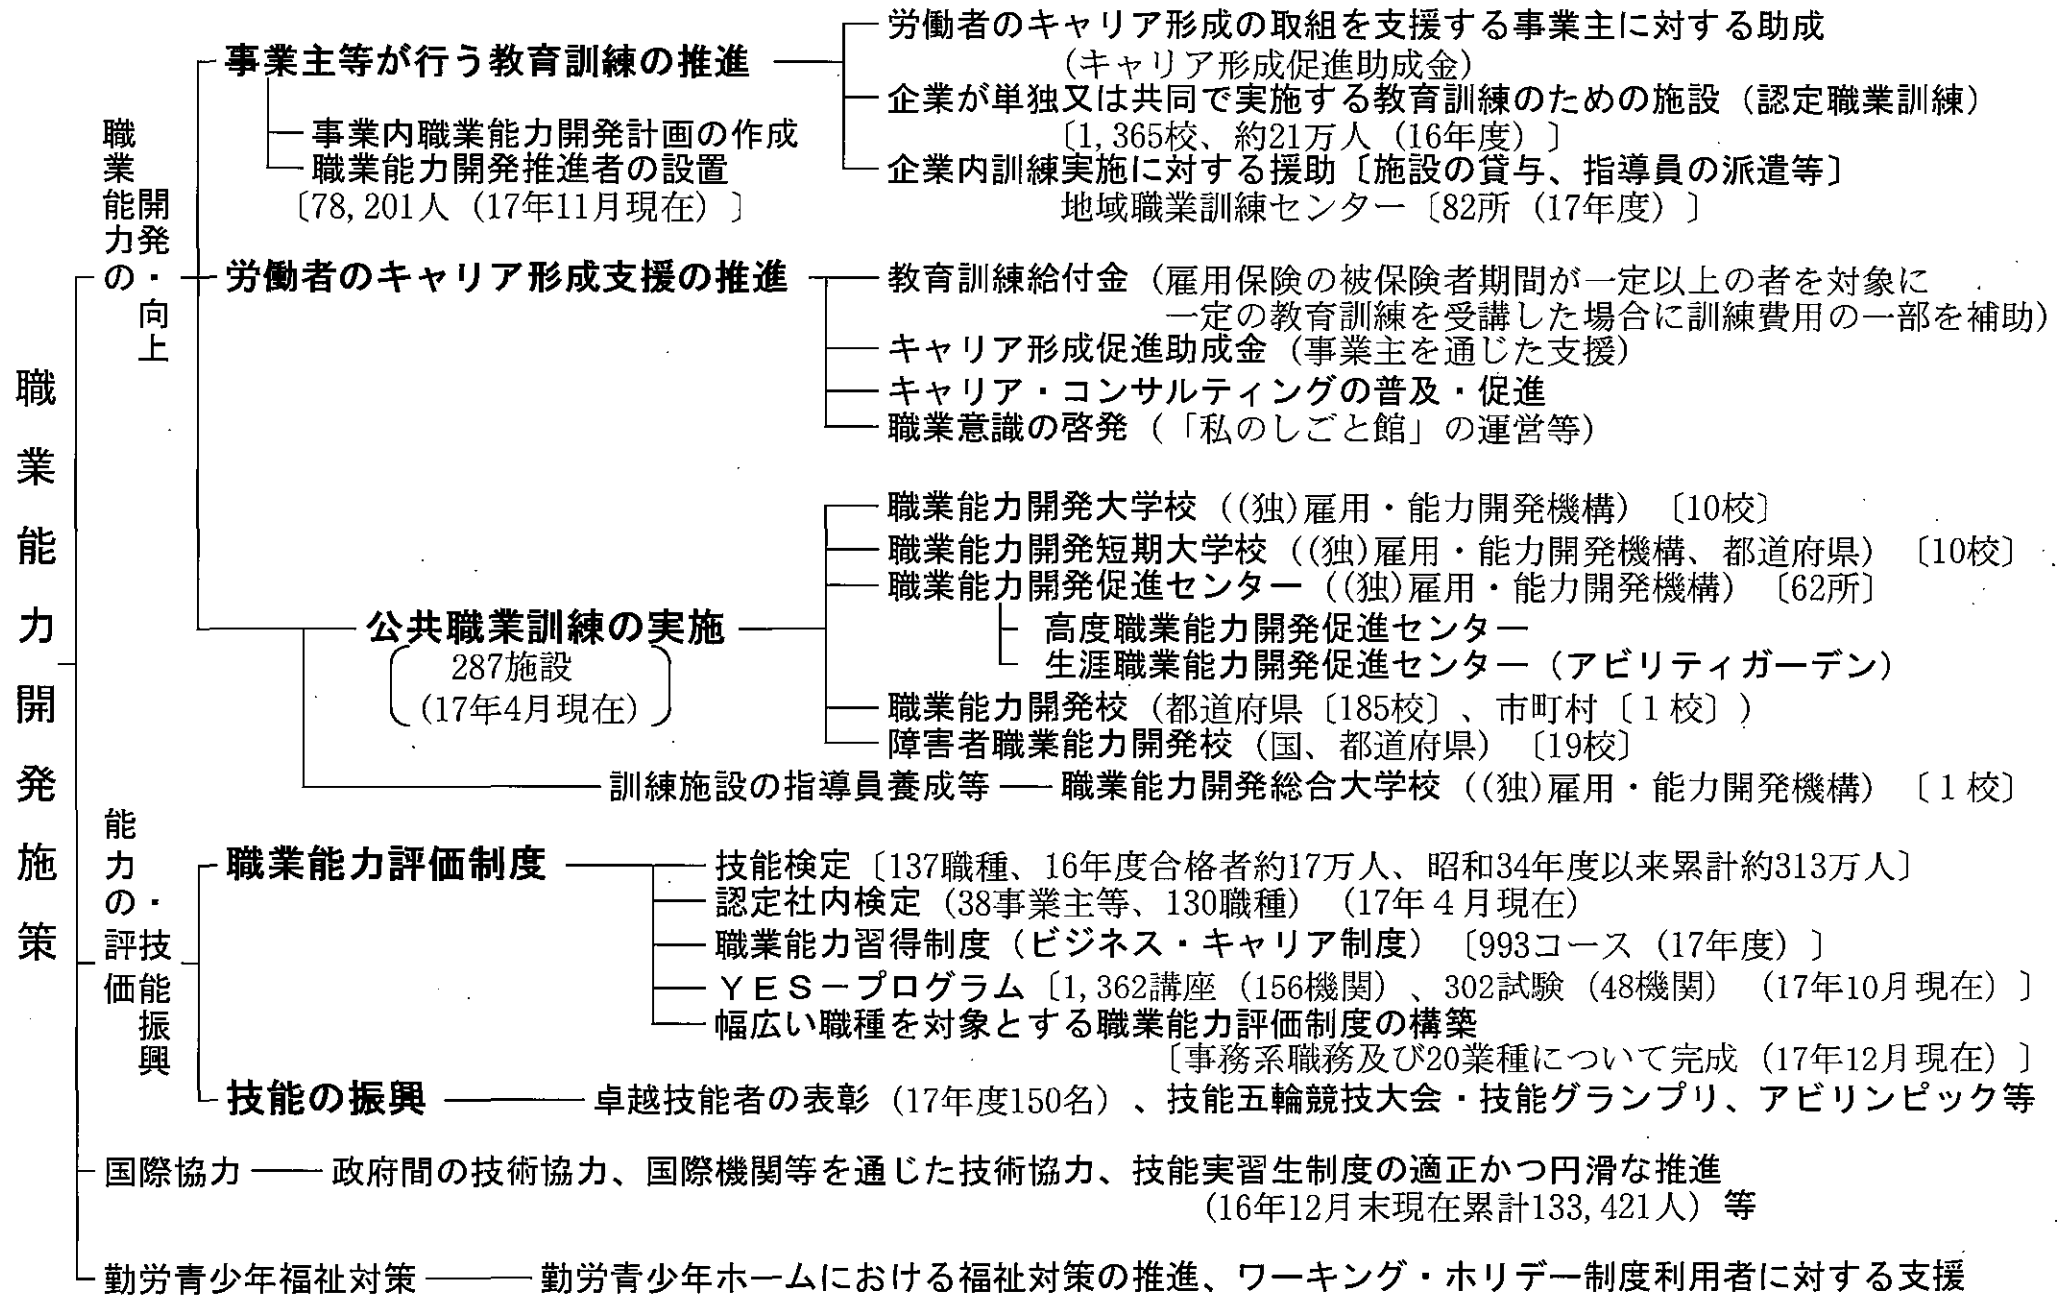 職業能力開発施策
職業能力の
開発・向上
事業主等が行う教育訓練の推進
事業内職業能力開発計画の作成
職業能力開発推進者の設置
〔78,201人（17年11月現在）〕
労働者のキャリア形成の取組を支援する事業主に対する助成
（キャリア形成促進助成金）
企業が単独又は共同で実施する教育訓練のための施設（認定職業訓練）
〔1,365校、約21万人（16年度）〕
企業内訓練実施に対する援助〔施設の貸与、指導員の派遣等〕
地域職業訓練センター〔82所（17年度）〕
労働者のキャリア形成支援の推進
教育訓練給付金（雇用保険の被保険者期間が一定以上の者を対象に
一定の教育訓練を受講した場合に訓練費用の一部を補助）
キャリア形成促進助成金（事業主を通じた支援）
キャリア・コンサルティングの普及・促進
職業意識の啓発（「私のしごと館」の運営等）
公共職業訓練の実施
287施設
（17年4月現在）
職業能力開発大学校（（独）雇用・能力開発機構）〔10校〕
職業能力開発短期大学校（（独）雇用・能力開発機構、都道府県）〔10校〕
職業能力開発促進センター（（独）雇用・能力開発機構）〔62所〕
高度職業能力開発促進センター
生涯職業能力開発促進センター（アビリティガーデン）
職業能力開発校（都道府県〔185校〕、市町村〔１校〕）
障害者職業能力開発校（国、都道府県）〔19校〕
訓練施設の指導員養成等
職業能力開発総合大学校（（独）雇用・能力開発機構）〔１校〕
能力の評価
・技能振興
職業能力評価制度
技能検定〔137職種、16年度合格者約17万人、昭和34年度以来累計約313万人〕
認定社内検定（38事業主等、130職種）（17年４月現在）
職業能力習得制度（ビジネス・キャリア制度）〔993コース（17年度）〕
ＹＥＳ－プログラム〔1,362講座（156機関）、302試験（48機関）（17年10月現在）〕
幅広い職種を対象とする職業能力評価制度の構築
〔事務系職務及び20業種について完成（17年12月現在）〕
技能の振興
卓越技能者の表彰（17年度150名）、技能五輪競技大会・技能グランプリ、アビリンピック等
国際協力
政府間の技術協力、国際機関等を通じた技術協力、技能実習生制度の適正かつ円滑な推進
（16年12月末現在累計133,421人）等
勤労青少年福祉対策
勤労青少年ホームにおける福祉対策の推進、ワーキング・ホリデー制度利用者に対する支援